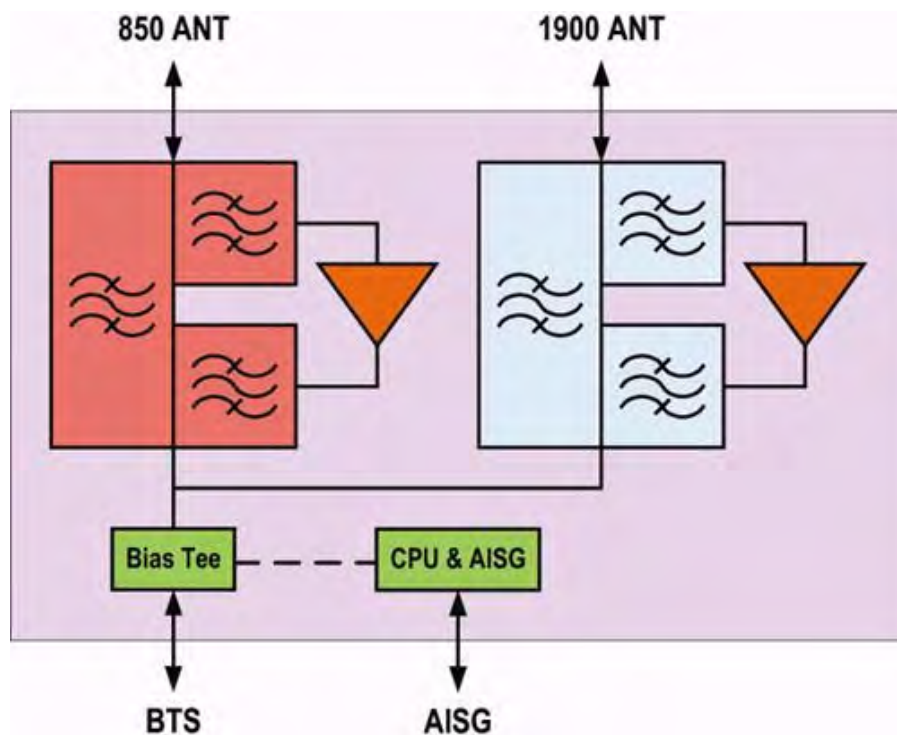 850 ANT
1900 ANT
Bias Tee
CPU & AISG
BTS
AISG